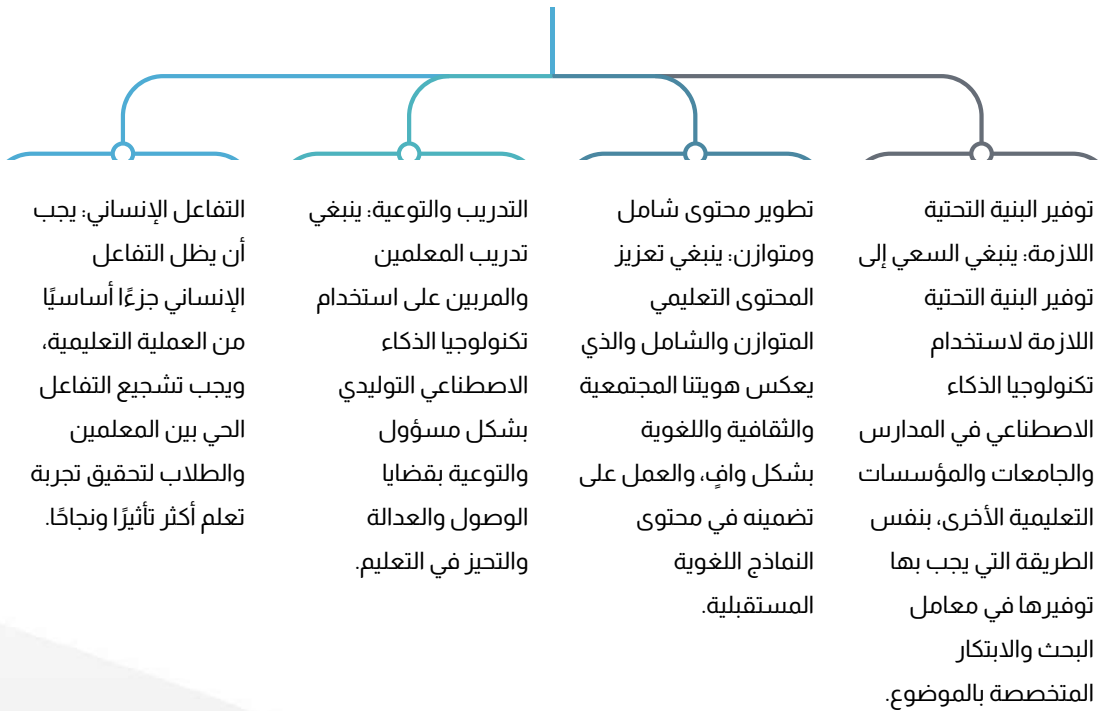 توفير البنية التحتية
اللازمة: ينبغي السعي إلى
توفير البنية التحتية
اللازمة لاستخدام
تكنولوجيا الذكاء
الاصطناعي في المدارس
والجامعات والمؤسسات
التعليمية الأخرى، بنفس
الطريقة التي يجب بها
توفيرها في معامل
البحث والابتكار
المتخصصة بالموضوع.
تطوير محتوى شامل
ومتوازن: ينبغي تعزيز
المحتوى التعليمي
المتوازن والشامل والذي
يعكس هويتنا المجتمعية
والثقافية واللغوية
بشكل وافٍ، والعمل على
تضمينه في محتوى
النماذج اللغوية
المستقبلية.
التدريب والتوعية: ينبغي
تدريب المعلمين
والمربين على استخدام
تكنولوجيا الذكاء
الاصطناعي التوليدي
بشكل مسؤول
والتوعية بقضايا
الوصول والعدالة
والتحيز في التعليم.
التفاعل الإنساني: يجب
أن يظل التفاعل
الإنساني جزءًا أساسيًا
من العملية التعليمية،
ويجب تشجيع التفاعل
الحي بين المعلمين
والطلاب لتحقيق تجربة
تعلم أكثر تأثيرًا ونجاحًا.